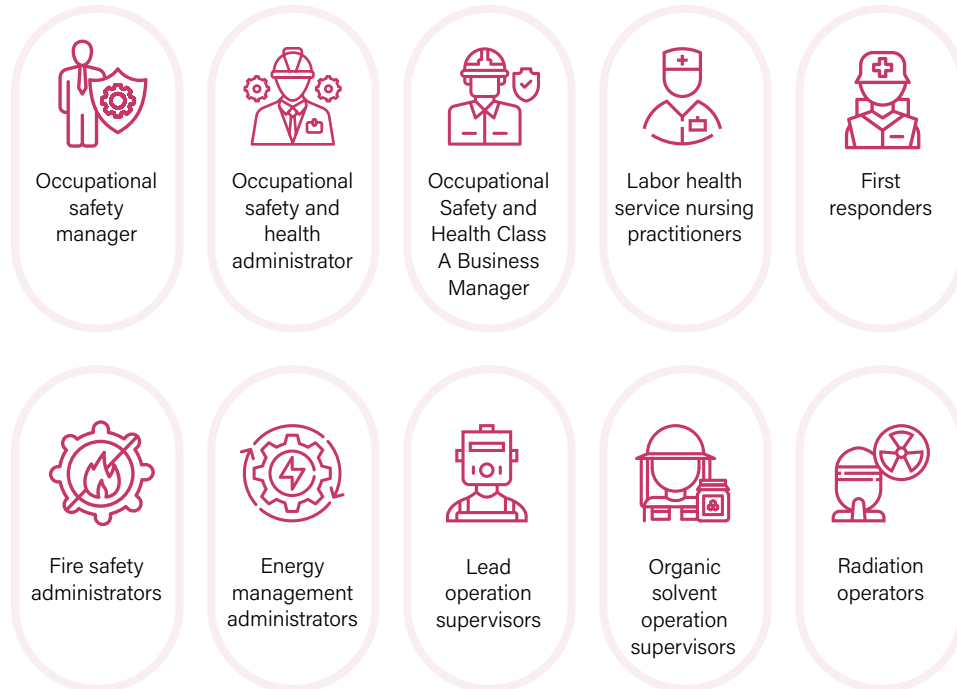 Occupational
safety
manager
Occupational
safety and
health
administrator
Occupational
Safety and
Health Class
A Business
Manager
Labor health
service nursing
practitioners
First
responders
Fire safety
administrators
Energy
management
administrators
Lead
operation
supervisors
Organic
solvent
operation
supervisors
Radiation
operators